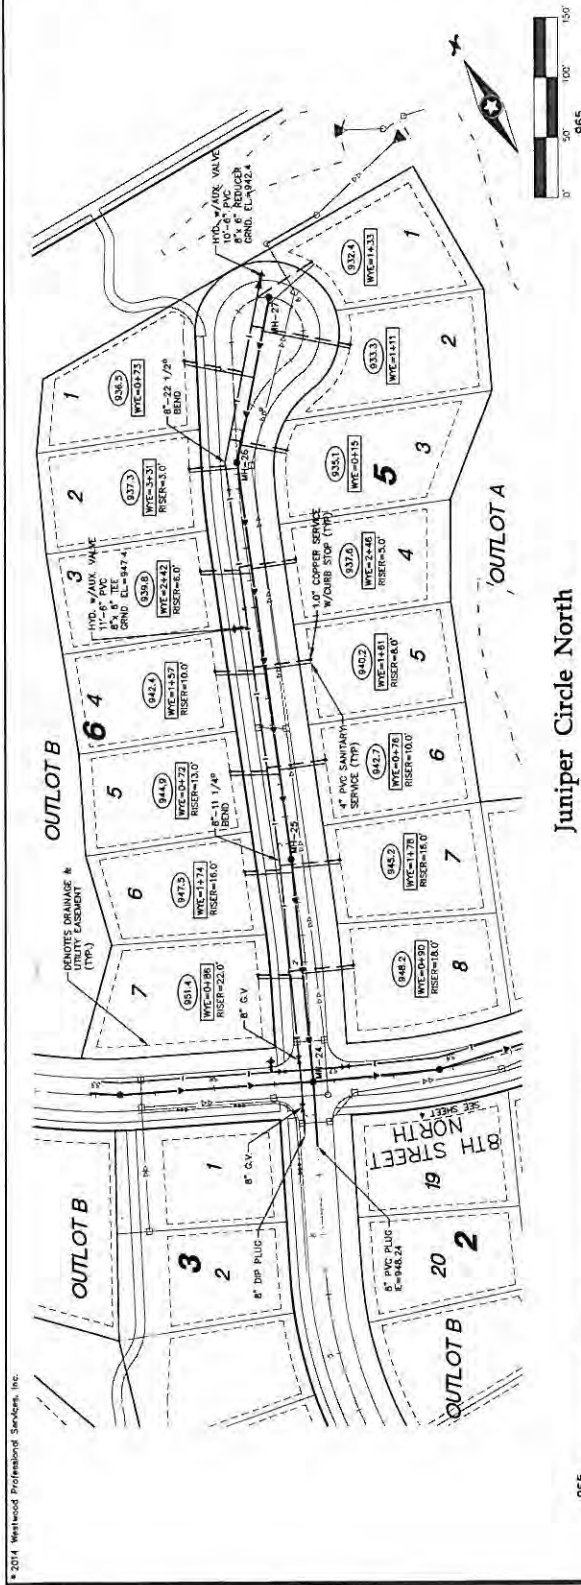 © 2014 Westwood Professional Services, Inc.
OUTLOT B
OUTLOT B
DENOTES DRAINAGE &
UTILITY EASEMENT
(TYP.)
7
951.4
WYE=0+86
RISER=22.0'
6
947.5
WYE=1+74
RISER=16.0'
5
944.9
WYE=0+72
RISER=13.0'
6
4
942.4
WYE=1+57
RISER=10.0'
3
HYD. w/AUX. VALVE
11'-6" PVC
8"x 6" TEE
GRND. EL=947.4
939.8
WYE=2+42
RISER=6.0'
2
937.3
WYE=3+31
RISER=3.0'
1
936.5
WYE=0+73
8"-22 1/2°
BEND
HYD. w/AUX. VALVE
10'-6" PVC
8"x 6" REDUCER
GRND. EL=942.4
8"-11 1/4°
BEND
8" G.V.
8" G.V.
MH-24
MH-25
MH-26
MH-27
3
1
2
8" DIP PLUG
8" PVC PLUG
IE=948.24
8TH STREET
NORTH
SEE SHEET 4
19
20
2
OUTLOT B
948.2
WYE=0+90
RISER=18.0'
8
945.2
WYE=1+78
RISER=16.0'
7
4" PVC SANITARY
SERVICE (TYP)
942.7
WYE=0+76
RISER=10.0'
6
940.2
WYE=1+61
RISER=8.0'
5
1.0" COPPER SERVICE
W/CURB STOP (TYP)
937.6
WYE=2+46
RISER=5.0'
4
935.1
WYE=0+15
5
3
933.3
WYE=1+11
2
932.4
WYE=1+33
1
OUTLOT A
0'
50'
100'
150'
Juniper Circle North
965
965